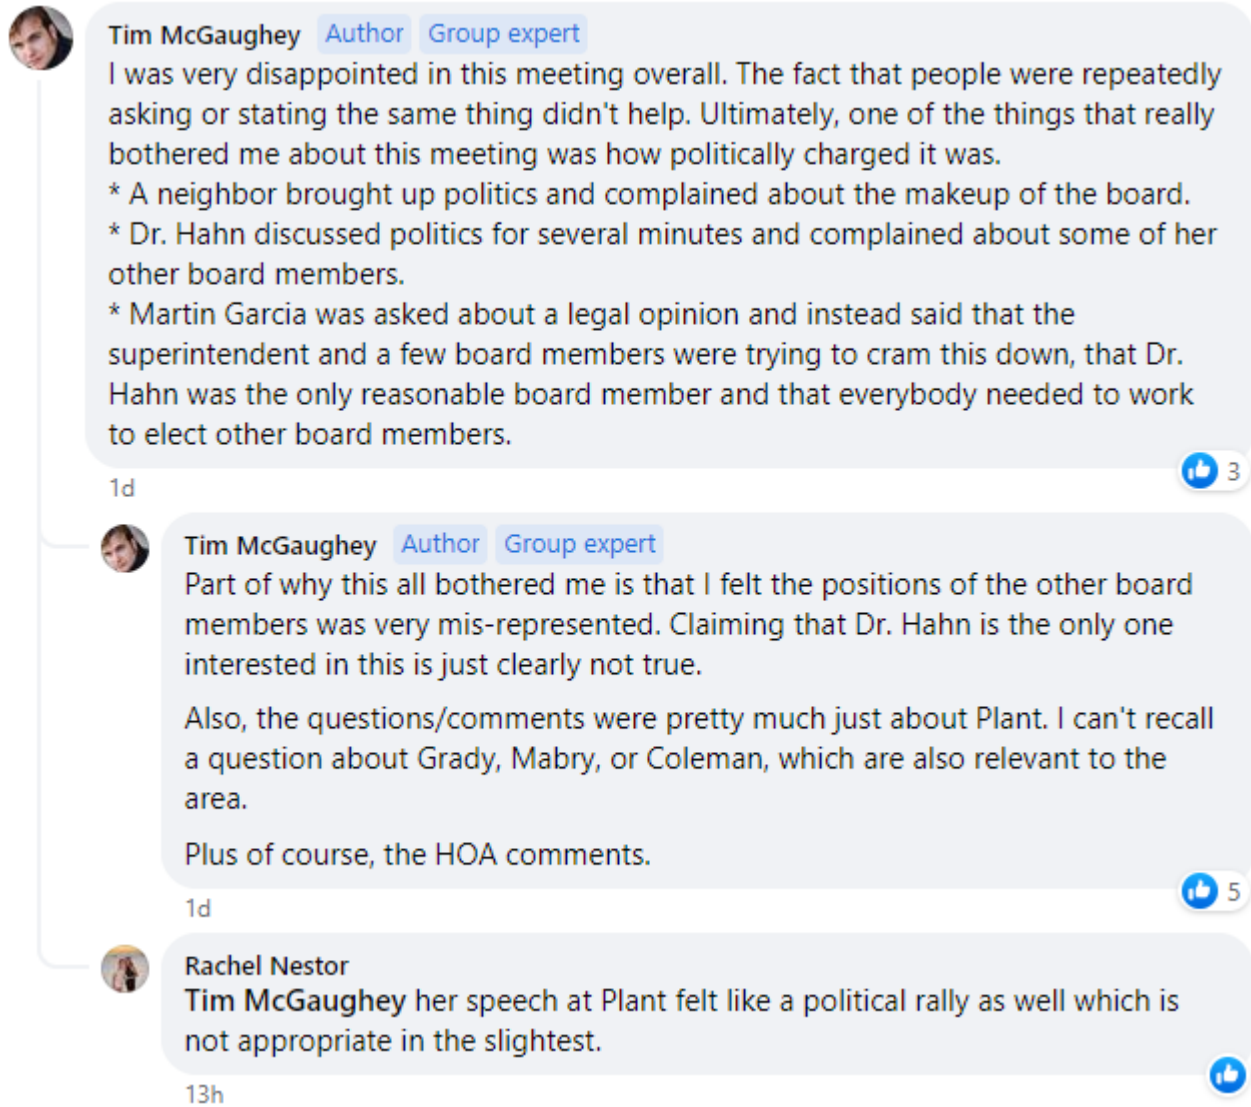 Tim McGaughey Author Group expert
I was very disappointed in this meeting overall. The fact that people were repeatedly
asking or stating the same thing didn't help. Ultimately, one of the things that really
bothered me about this meeting was how politically charged it was.
* A neighbor brought up politics and complained about the makeup of the board.
* Dr. Hahn discussed politics for several minutes and complained about some of her
other board members.
* Martin Garcia was asked about a legal opinion and instead said that the
superintendent and a few board members were trying to cram this down, that Dr.
Hahn was the only reasonable board member and that everybody needed to work
to elect other board members.
3
1d
Tim McGaughey Author Group expert
Part of why this all bothered me is that I felt the positions of the other board
members was very mis-represented. Claiming that Dr. Hahn is the only one
interested in this is just clearly not true.
Also, the questions/comments were pretty much just about Plant. I can't recall
a question about Grady, Mabry, or Coleman, which are also relevant to the
area.
Plus of course, the HOA comments.
5
1d
Rachel Nestor
Tim McGaughey her speech at Plant felt like a political rally as well which is
not appropriate in the slightest.
13h